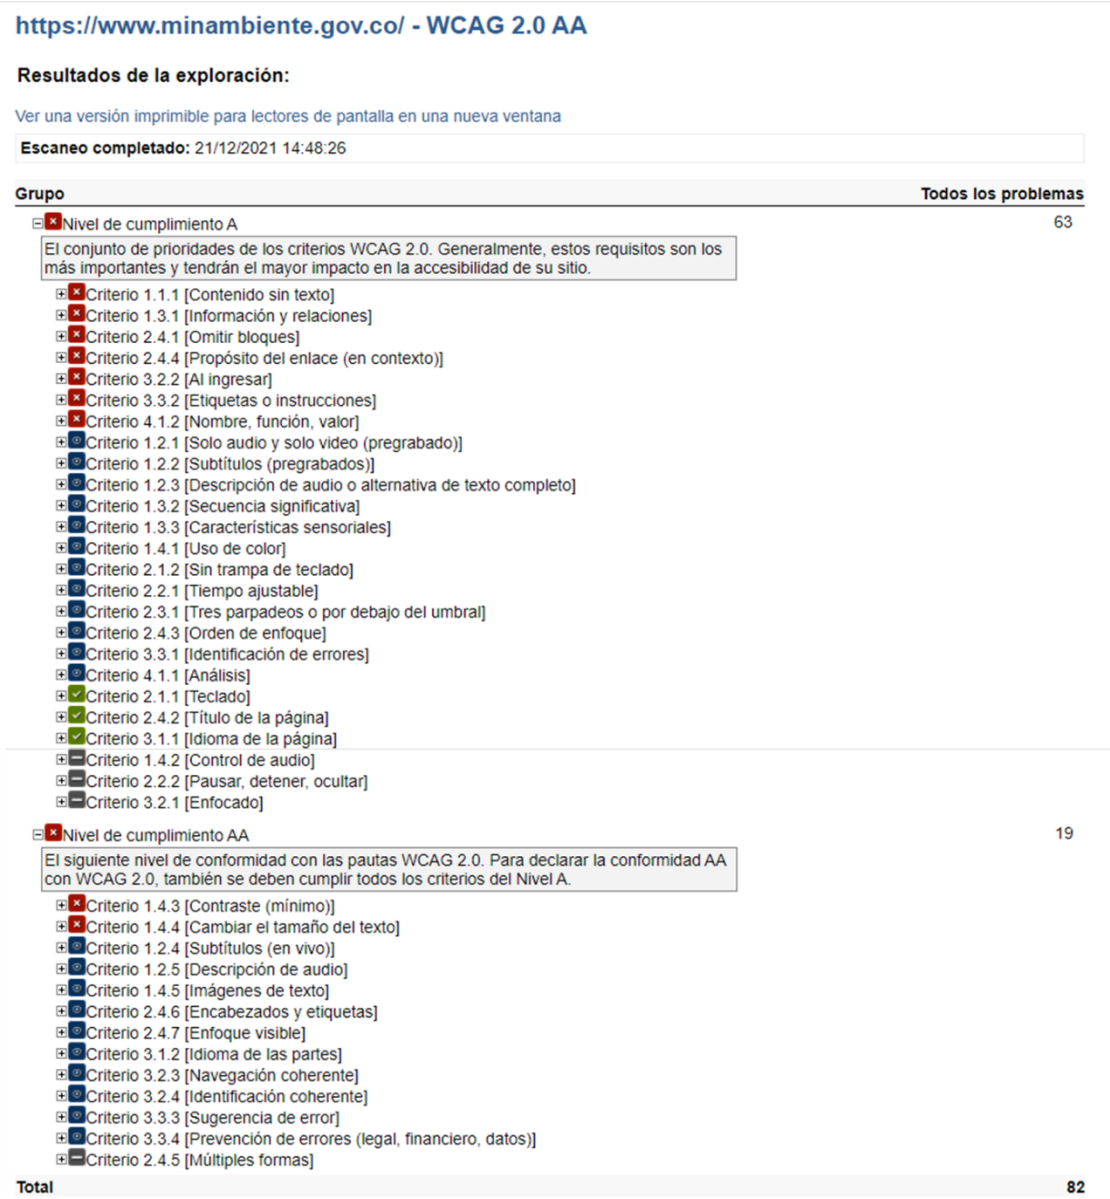 https://www.minambiente.gov.co/ - WCAG 2.0 AA
Resultados de la exploración:
Ver una versión imprimible para lectores de pantalla en una nueva ventana
Escaneo completado: 21/12/2021 14:48:26
Grupo Todos los problemas
Nivel de cumplimiento A 63
El conjunto de prioridades de los criterios WCAG 2.0. Generalmente, estos requisitos son los
más importantes y tendrán el mayor impacto en la accesibilidad de su sitio.
Criterio 1.1.1 [Contenido sin texto]
Criterio 1.3.1 [Información y relaciones]
Criterio 2.4.1 [Omitir bloques]
Criterio 2.4.4 [Propósito del enlace (en contexto)]
Criterio 3.2.2 [Al ingresar]
Criterio 3.3.2 [Etiquetas o instrucciones]
Criterio 4.1.2 [Nombre, función, valor]
Criterio 1.2.1 [Solo audio y solo video (pregrabado)]
Criterio 1.2.2 [Subtítulos (pregrabados)]
Criterio 1.2.3 [Descripción de audio o alternativa de texto completo]
Criterio 1.3.2 [Secuencia significativa]
Criterio 1.3.3 [Características sensoriales]
Criterio 1.4.1 [Uso de color]
Criterio 2.1.2 [Sin trampa de teclado]
Criterio 2.2.1 [Tiempo ajustable]
Criterio 2.3.1 [Tres parpadeos o por debajo del umbral]
Criterio 2.4.3 [Orden de enfoque]
Criterio 3.3.1 [Identificación de errores]
Criterio 4.1.1 [Análisis]
Criterio 2.1.1 [Teclado]
Criterio 2.4.2 [Título de la página]
Criterio 3.1.1 [Idioma de la página]
Criterio 1.4.2 [Control de audio]
Criterio 2.2.2 [Pausar, detener, ocultar]
Criterio 3.2.1 [Enfocado]
Nivel de cumplimiento AA 19
El siguiente nivel de conformidad con las pautas WCAG 2.0. Para declarar la conformidad AA
con WCAG 2.0, también se deben cumplir todos los criterios del Nivel A.
Criterio 1.4.3 [Contraste (mínimo)]
Criterio 1.4.4 [Cambiar el tamaño del texto]
Criterio 1.2.4 [Subtítulos (en vivo)]
Criterio 1.2.5 [Descripción de audio]
Criterio 1.4.5 [Imágenes de texto]
Criterio 2.4.6 [Encabezados y etiquetas]
Criterio 2.4.7 [Enfoque visible]
Criterio 3.1.2 [Idioma de las partes]
Criterio 3.2.3 [Navegación coherente]
Criterio 3.2.4 [Identificación coherente]
Criterio 3.3.3 [Sugerencia de error]
Criterio 3.3.4 [Prevención de errores (legal, financiero, datos)]
Criterio 2.4.5 [Múltiples formas]
Total 82